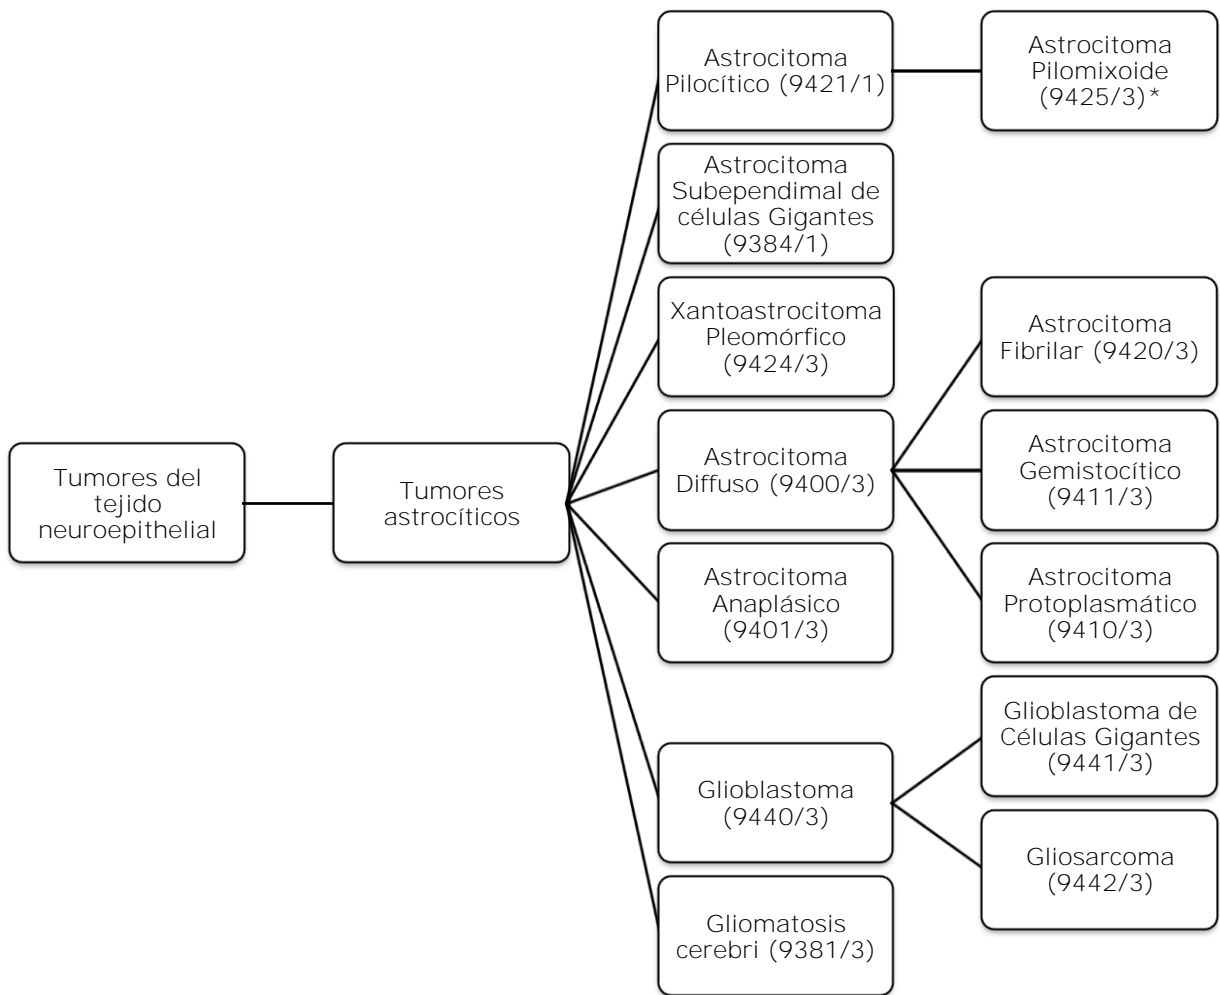 Tumores del
tejido
neuroepithelial
Tumores
astrocíticos
Astrocitoma
Pilocítico (9421/1)
Astrocitoma
Pilomixoide
(9425/3)*
Astrocitoma
Subependimal de
células Gigantes
(9384/1)
Xantoastrocitoma
Pleomórfico
(9424/3)
Astrocitoma
Diffuso (9400/3)
Astrocitoma
Fibrilar (9420/3)
Astrocitoma
Gemistocítico
(9411/3)
Astrocitoma
Protoplasmático
(9410/3)
Astrocitoma
Anaplásico
(9401/3)
Glioblastoma
(9440/3)
Glioblastoma de
Células Gigantes
(9441/3)
Gliosarcoma
(9442/3)
Gliomatosis
cerebri (9381/3)